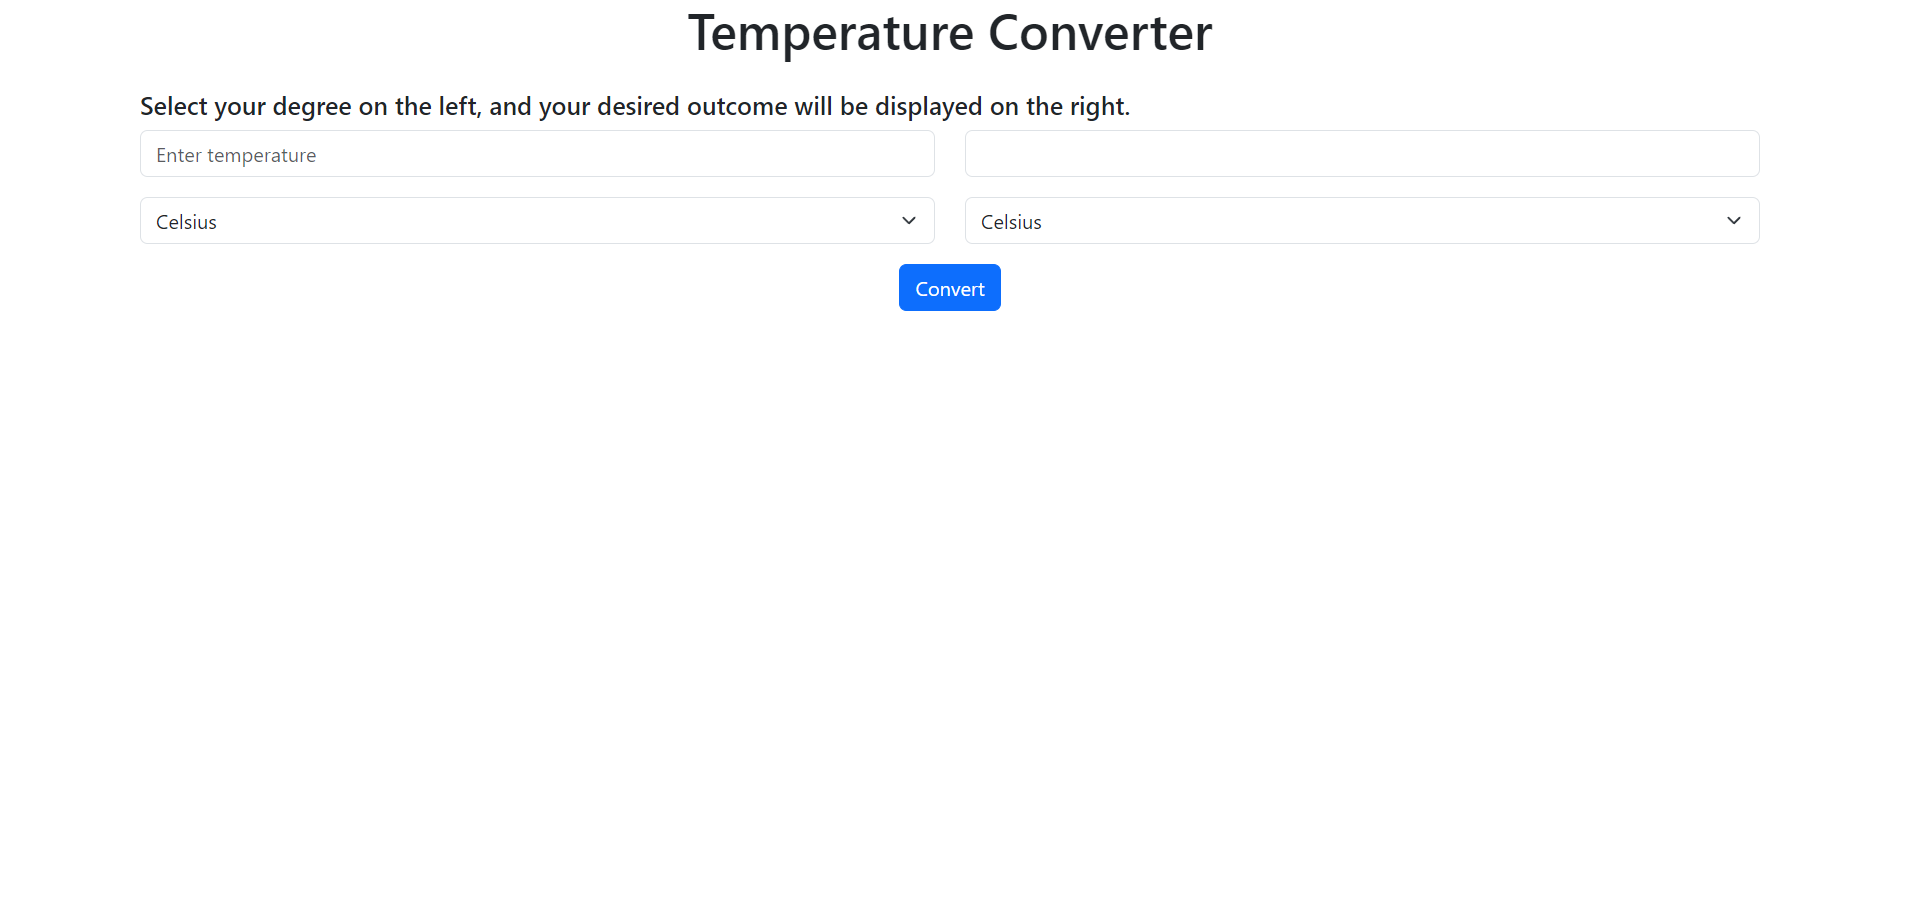 Temperature Converter
Select your degree on the left, and your desired outcome will be displayed on the right.
Enter temperature
Celsius
Celsius
Convert